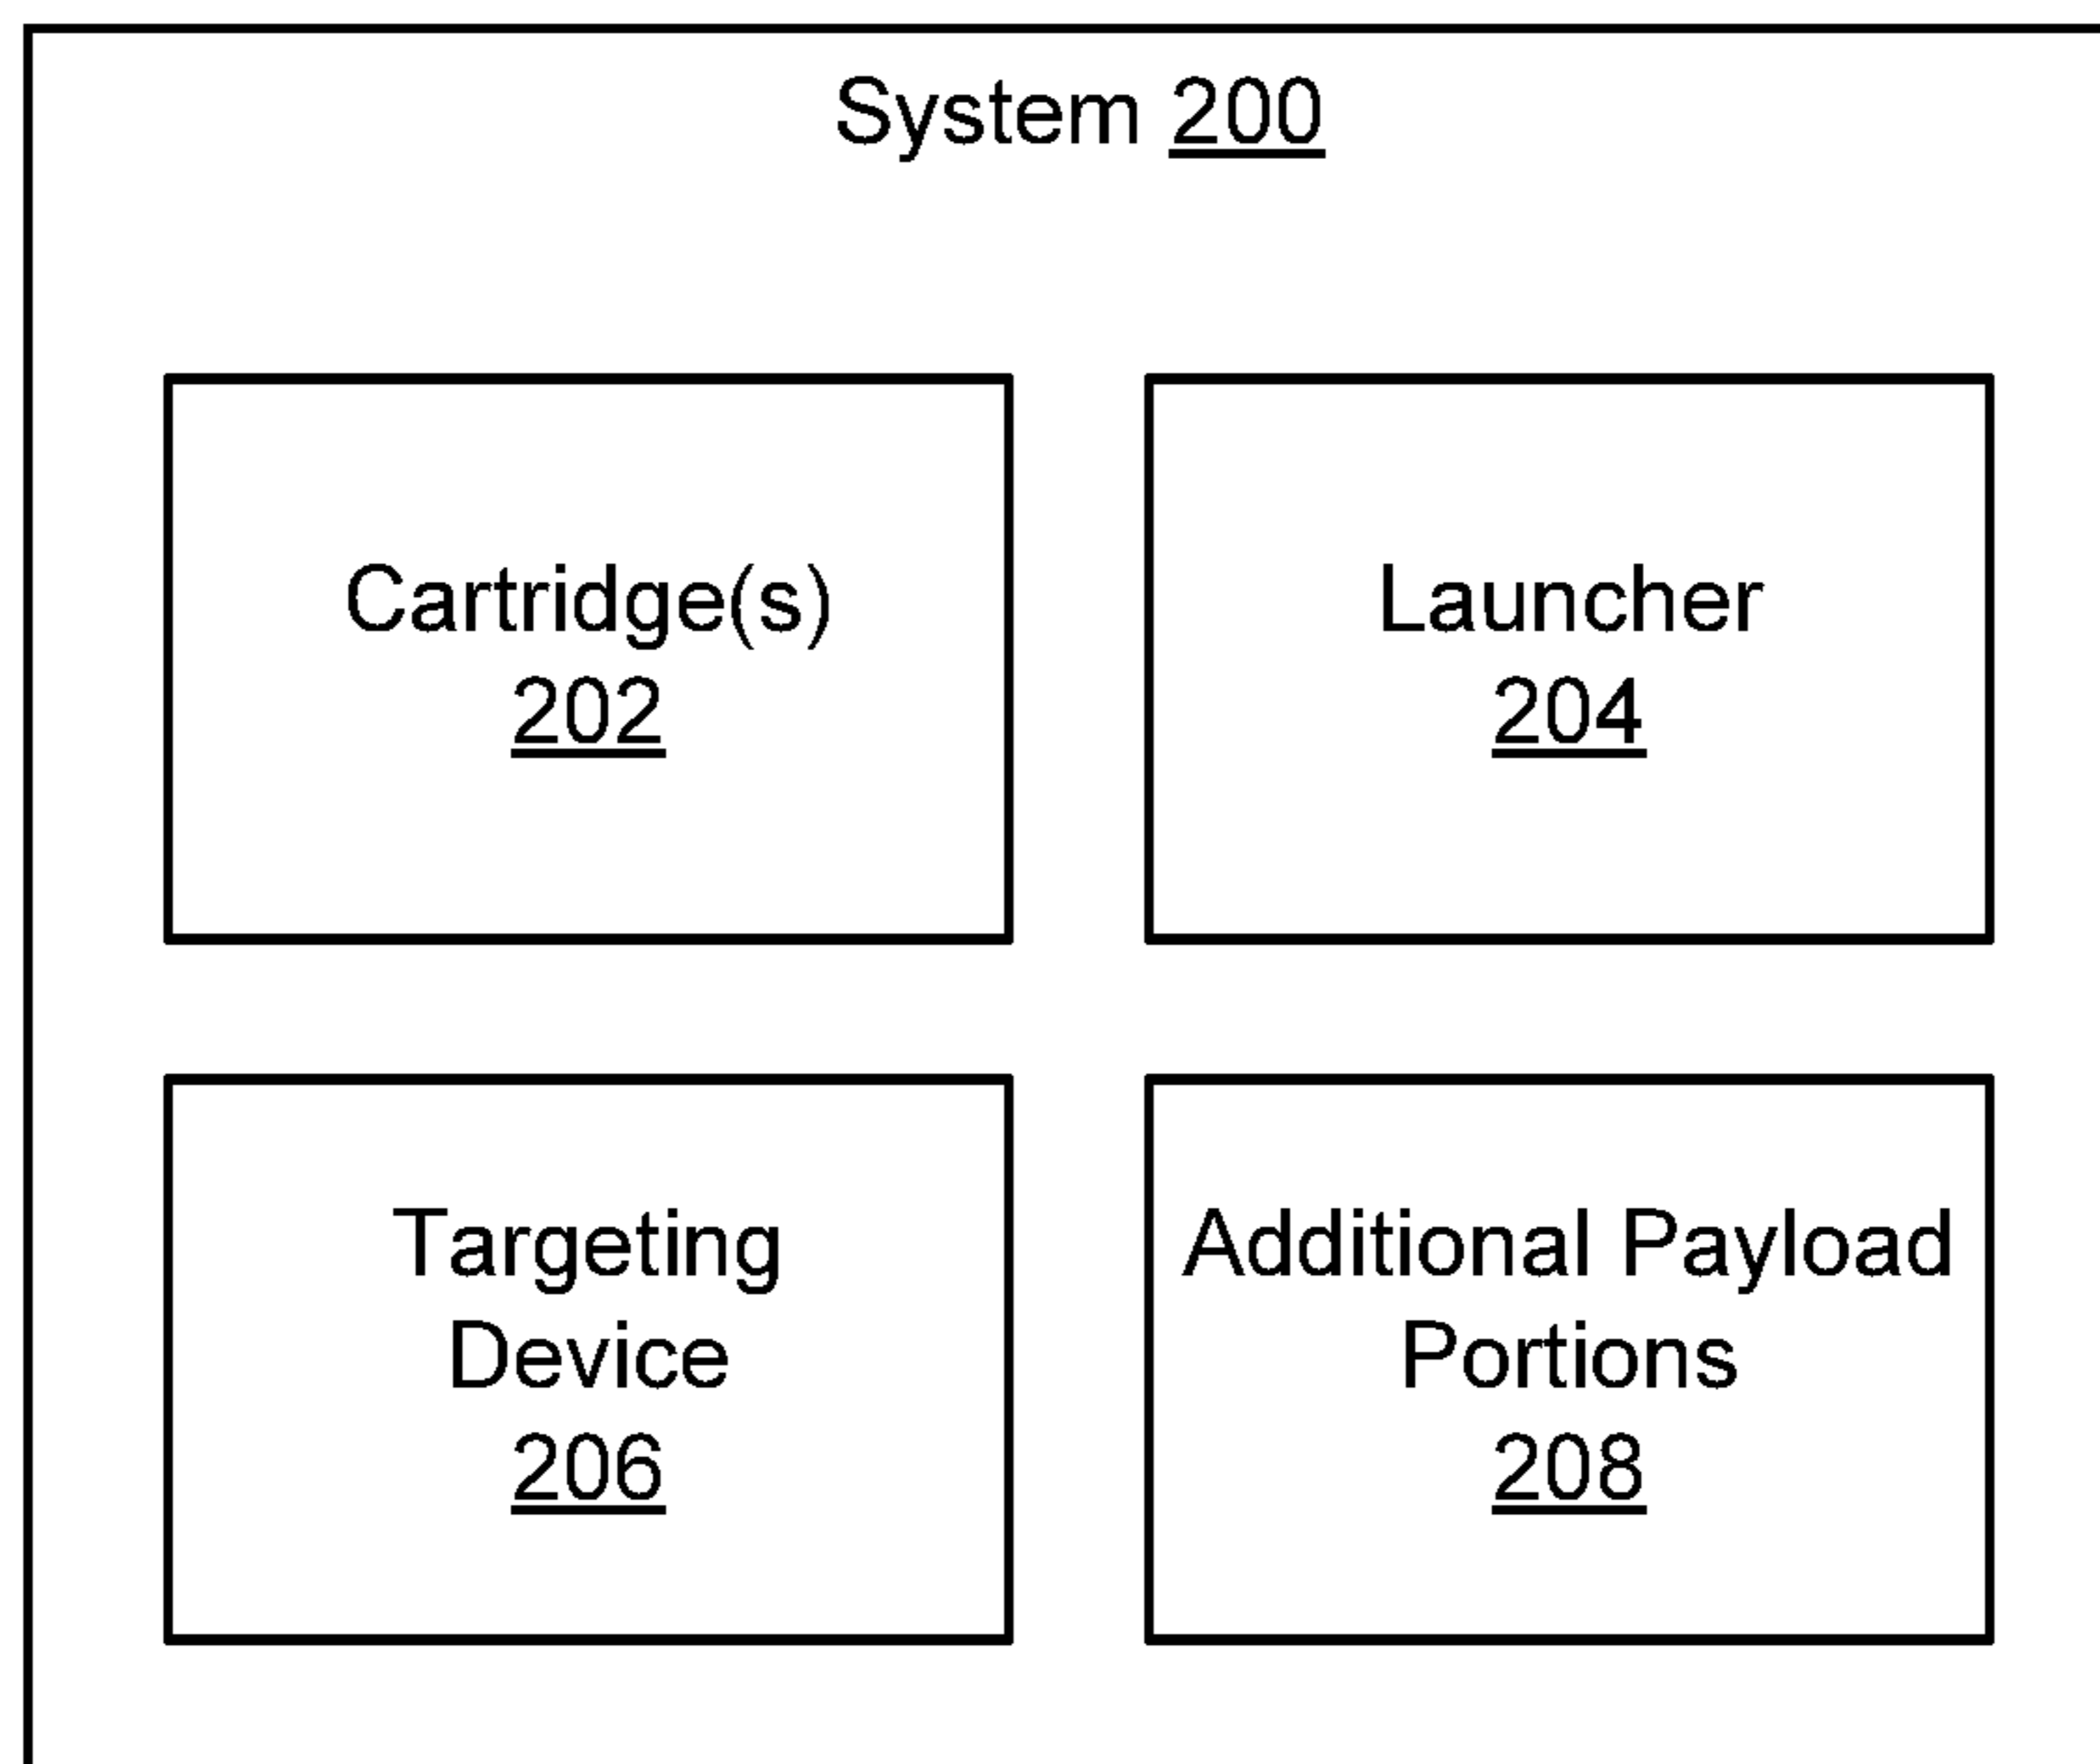 System 200
Cartridge(s)
202
Launcher
204
Targeting
Device
206
Additional Payload
Portions
208